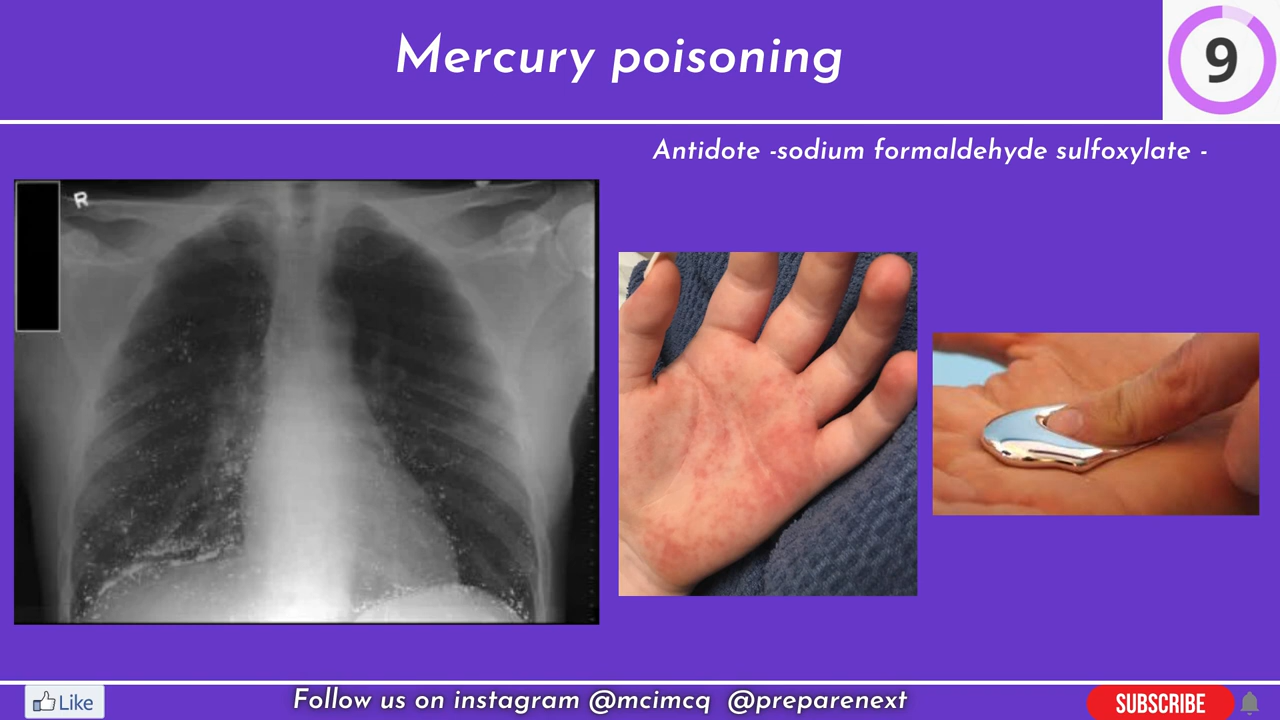 Mercury poisoning
9
Antidote -sodium formaldehyde sulfoxylate -
R
Like
Follow us on instagram @mcimcq @preparenext
SUBSCRIBE